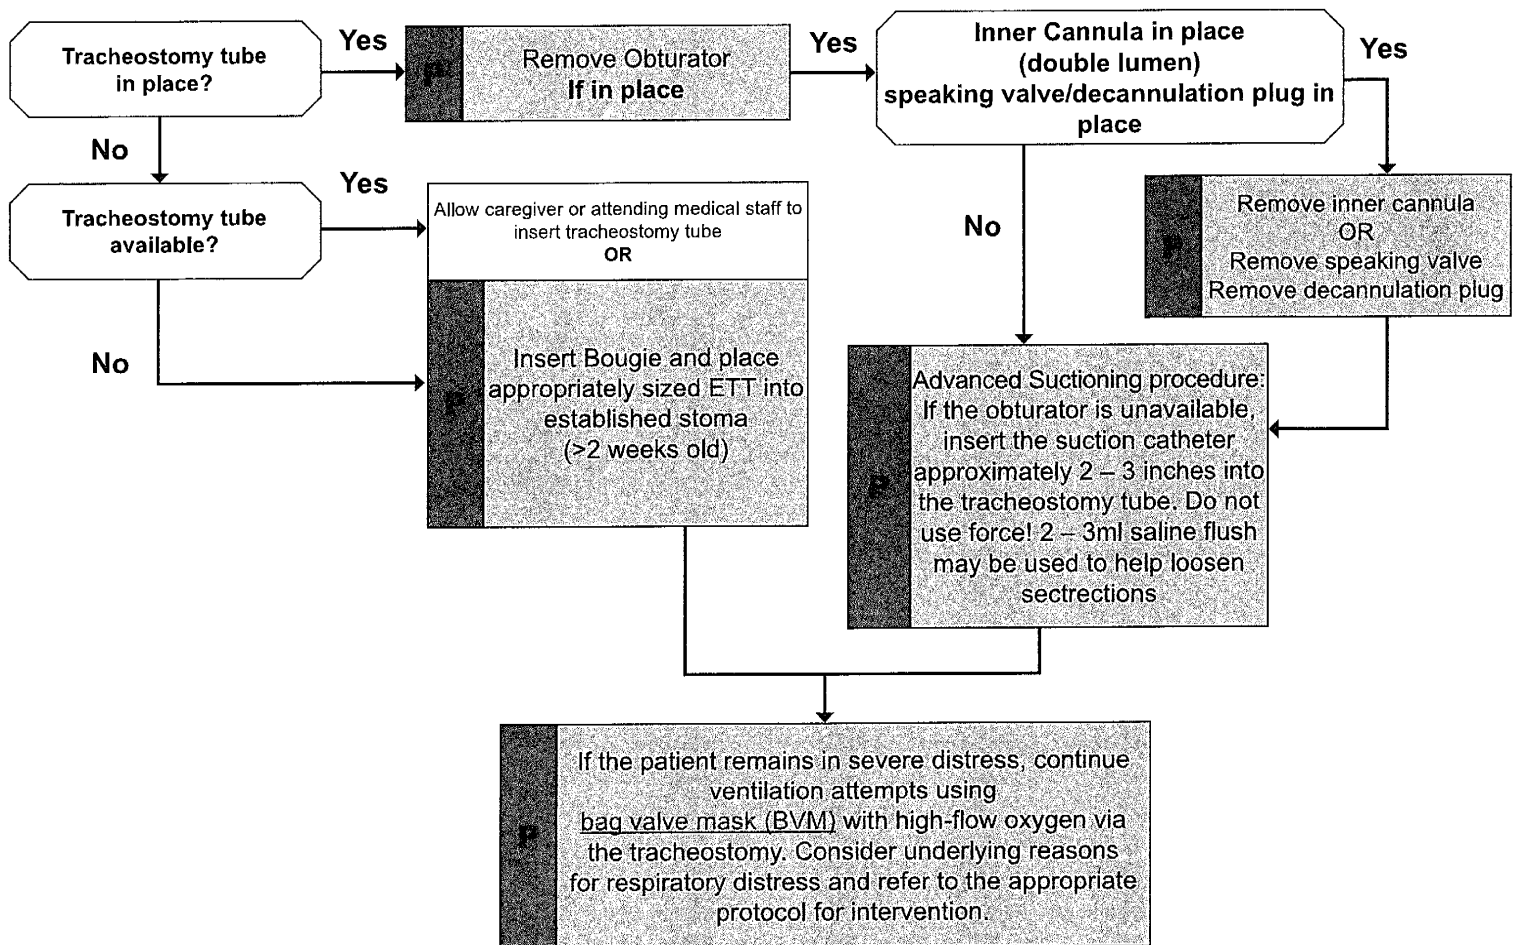 Tracheostomy tube
in place?
Yes
P
Remove Obturator
If in place
Yes
Inner Cannula in place
(double lumen)
speaking valve/decannulation plug in
place
Yes
No
Tracheostomy tube
available?
Yes
Allow caregiver or attending medical staff to
insert tracheostomy tube
OR
No
P
Insert Bougie and place
appropriately sized ETT into
established stoma
(>2 weeks old)
No
P
Remove inner cannula
OR
Remove speaking valve
Remove decannulation plug
P
Advanced Suctioning procedure:
If the obturator is unavailable,
insert the suction catheter
approximately 2 – 3 inches into
the tracheostomy tube. Do not
use force! 2 – 3ml saline flush
may be used to help loosen
sectrections
P
If the patient remains in severe distress, continue
ventilation attempts using
bag valve mask (BVM) with high-flow oxygen via
the tracheostomy. Consider underlying reasons
for respiratory distress and refer to the appropriate
protocol for intervention.